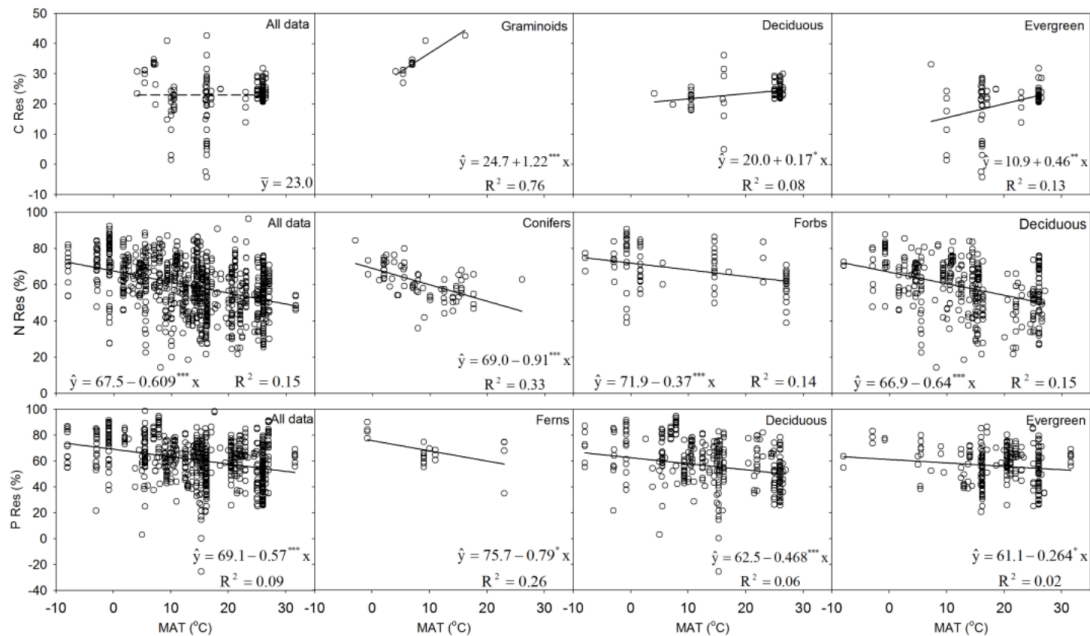 All data
Graminoids
Deciduous
Evergreen
C Res (%)
50
40
30
20
10
0
-10
y̅ = 23.0
ŷ = 24.7 + 1.22*** x
R² = 0.76
ŷ = 20.0 + 0.17* x
R² = 0.08
ŷ = 10.9 + 0.46** x
R² = 0.13
All data
Conifers
Forbs
Deciduous
N Res (%)
100
80
60
40
20
0
ŷ = 67.5 − 0.609*** x R² = 0.15
ŷ = 69.0 − 0.91*** x
R² = 0.33
ŷ = 71.9 − 0.37*** x R² = 0.14
ŷ = 66.9 − 0.64*** x R² = 0.15
All data
Ferns
Deciduous
Evergreen
P Res (%)
100
80
60
40
20
0
-20
-40
ŷ = 69.1 − 0.57*** x
R² = 0.09
ŷ = 75.7 − 0.79* x
R² = 0.26
ŷ = 62.5 − 0.468*** x
R² = 0.06
ŷ = 61.1 − 0.264* x
R² = 0.02
-10 0 10 20 30 -10 0 10 20 30 -10 0 10 20 30 -10 0 10 20 30
MAT (°C) MAT (°C) MAT (°C) MAT (°C)